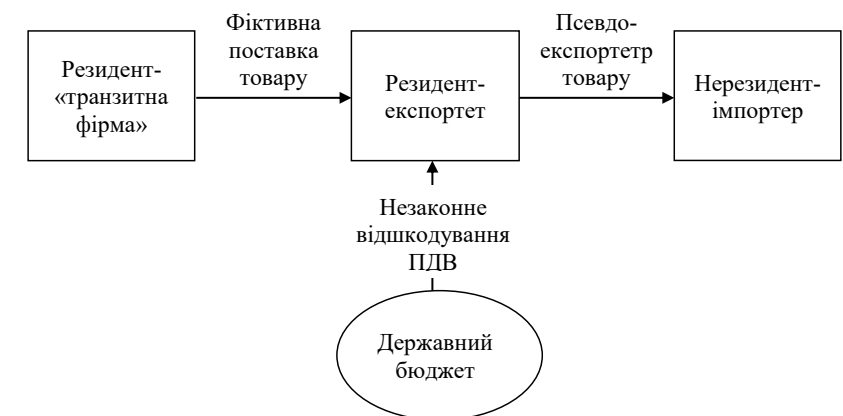 Фіктивна
поставка
товару
Псевдо-
експортетр
товару
Резидент-
«транзитна
фірма»
Резидент-
експортет
Нерезидент-
імпортер
Незаконне
відшкодування
ПДВ
Державний
бюджет